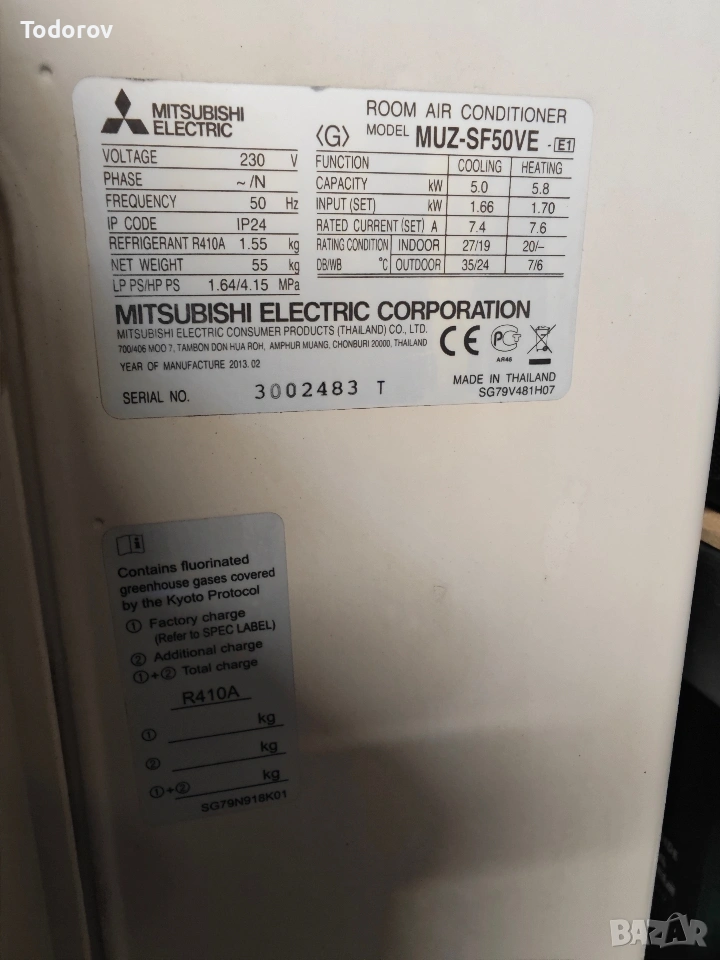 Todorov
MITSUBISHI
ELECTRIC
ROOM AIR CONDITIONER
⟨G⟩ MODEL MUZ-SF50VE - E1
VOLTAGE 230 V
PHASE ~/N
FREQUENCY 50 Hz
IP CODE IP24
REFRIGERANT R410A 1.55 kg
NET WEIGHT 55 kg
LP PS/HP PS 1.64/4.15 MPa
FUNCTION COOLING HEATING
CAPACITY kW 5.0 5.8
INPUT (SET) kW 1.66 1.70
RATED CURRENT (SET) A 7.4 7.6
RATING CONDITION INDOOR 27/19 20/–
DB/WB °C OUTDOOR 35/24 7/6
MITSUBISHI ELECTRIC CORPORATION
MITSUBISHI ELECTRIC CONSUMER PRODUCTS (THAILAND) CO., LTD.
700/406 MOO 7, TAMBON DON HUA ROH, AMPHUR MUANG, CHONBURI 20000, THAILAND
CE
AR46
YEAR OF MANUFACTURE 2013.02
MADE IN THAILAND
SERIAL NO. 3002483 T
SG79V481H07
Contains fluorinated
greenhouse gases covered
by the Kyoto Protocol
① Factory charge
(Refer to SPEC LABEL)
② Additional charge
①+② Total charge
R410A
① kg
② kg
①+② kg
SG79N918K01
BAZAR